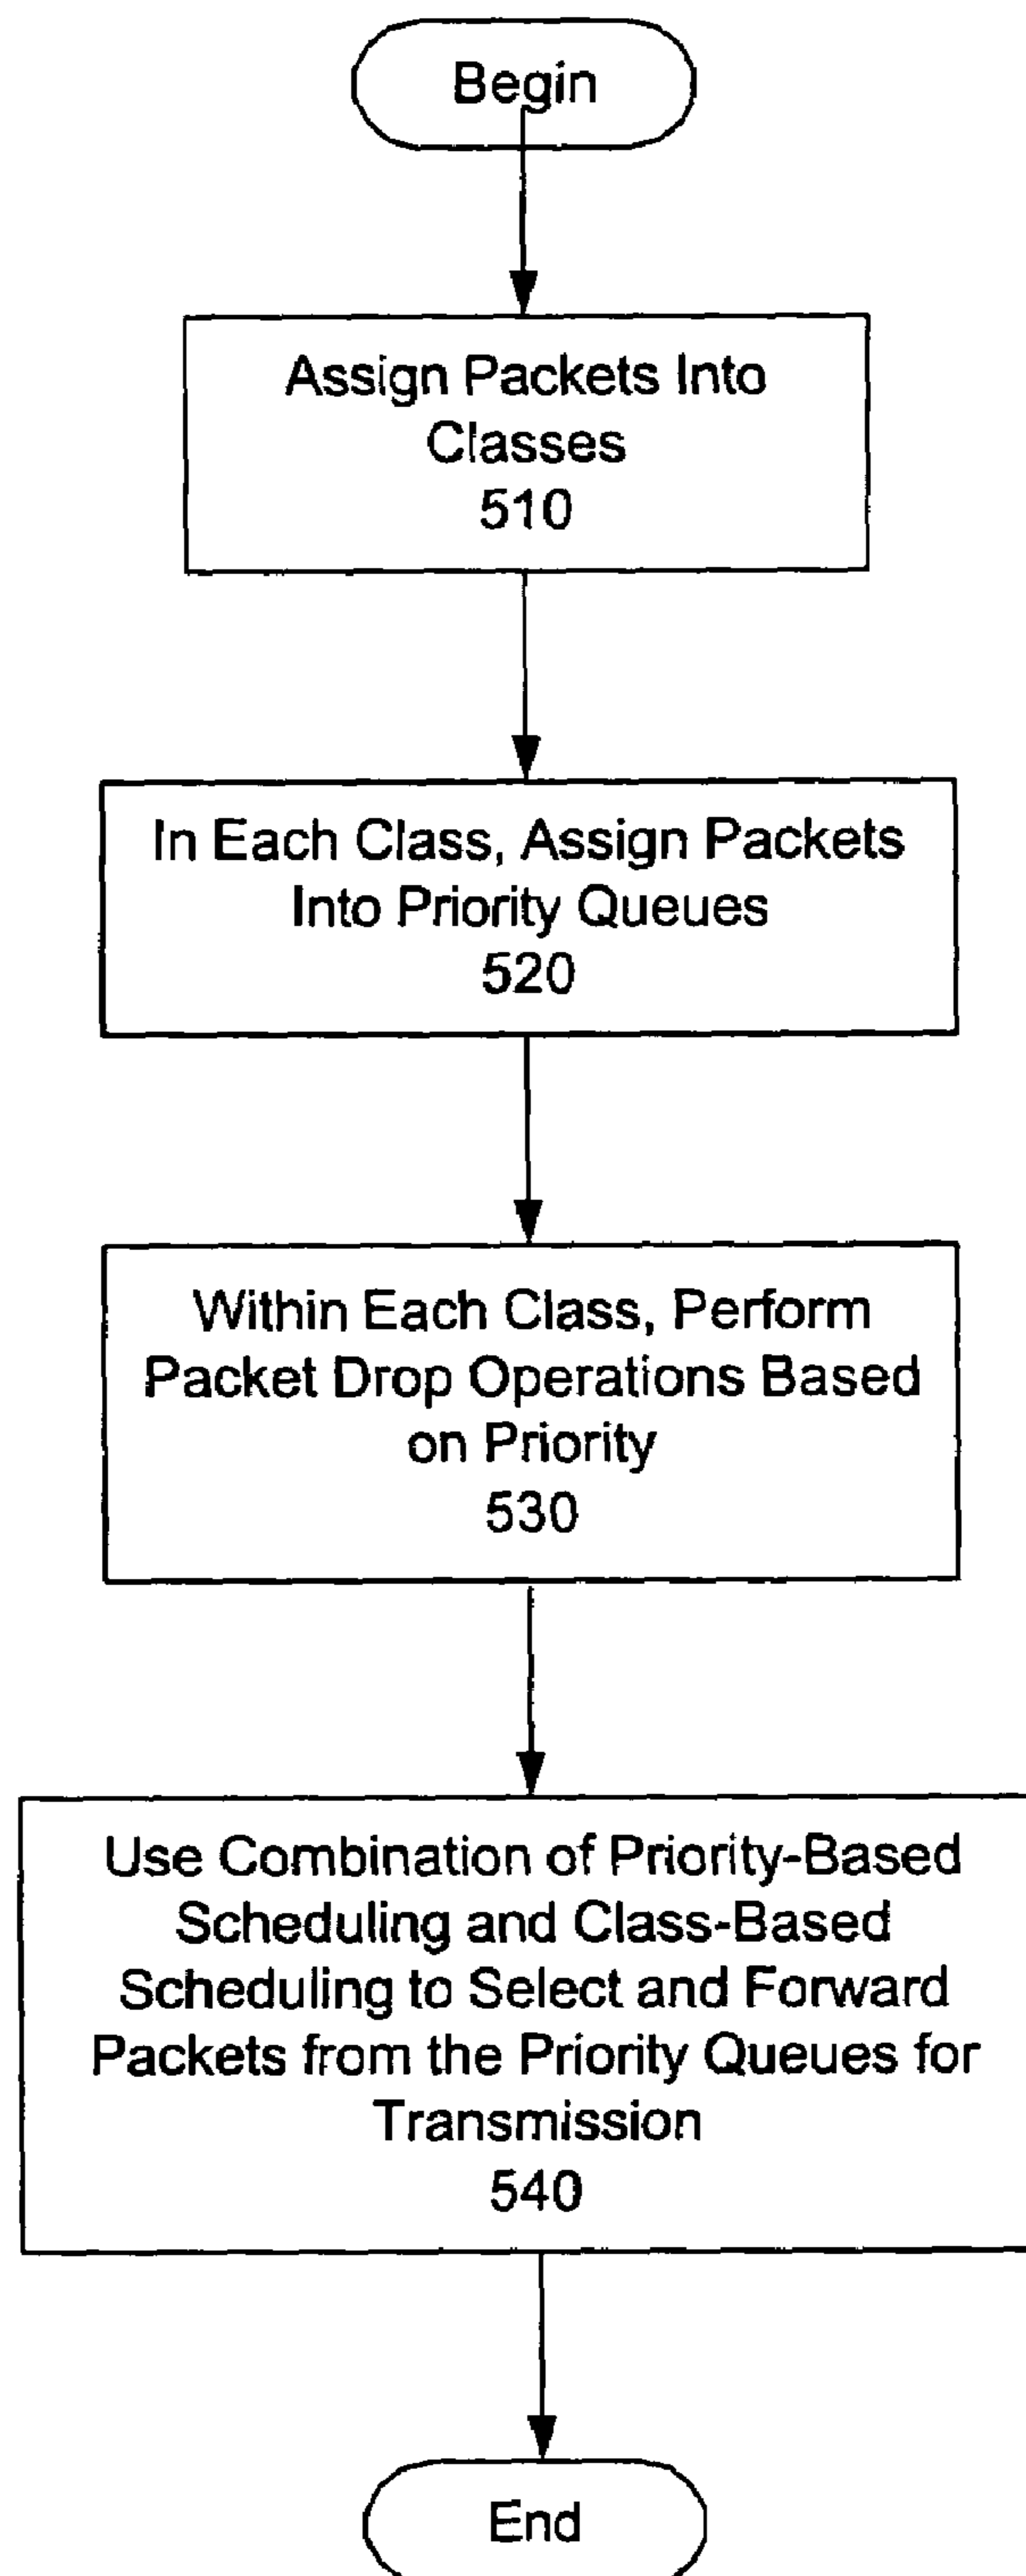 Begin
Assign Packets Into
Classes
510
In Each Class, Assign Packets
Into Priority Queues
520
Within Each Class, Perform
Packet Drop Operations Based
on Priority
530
Use Combination of Priority-Based
Scheduling and Class-Based
Scheduling to Select and Forward
Packets from the Priority Queues for
Transmission
540
End